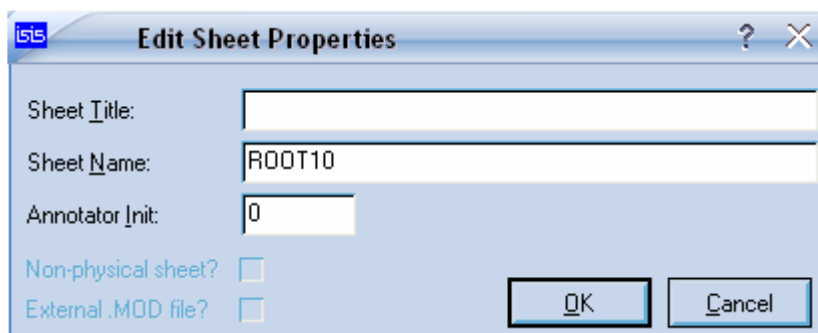 isis
Edit Sheet Properties ?
Sheet Title:
Sheet Name: ROOT10
Annotator Init: 0
Non-physical sheet?
External .MOD file?
OK Cancel